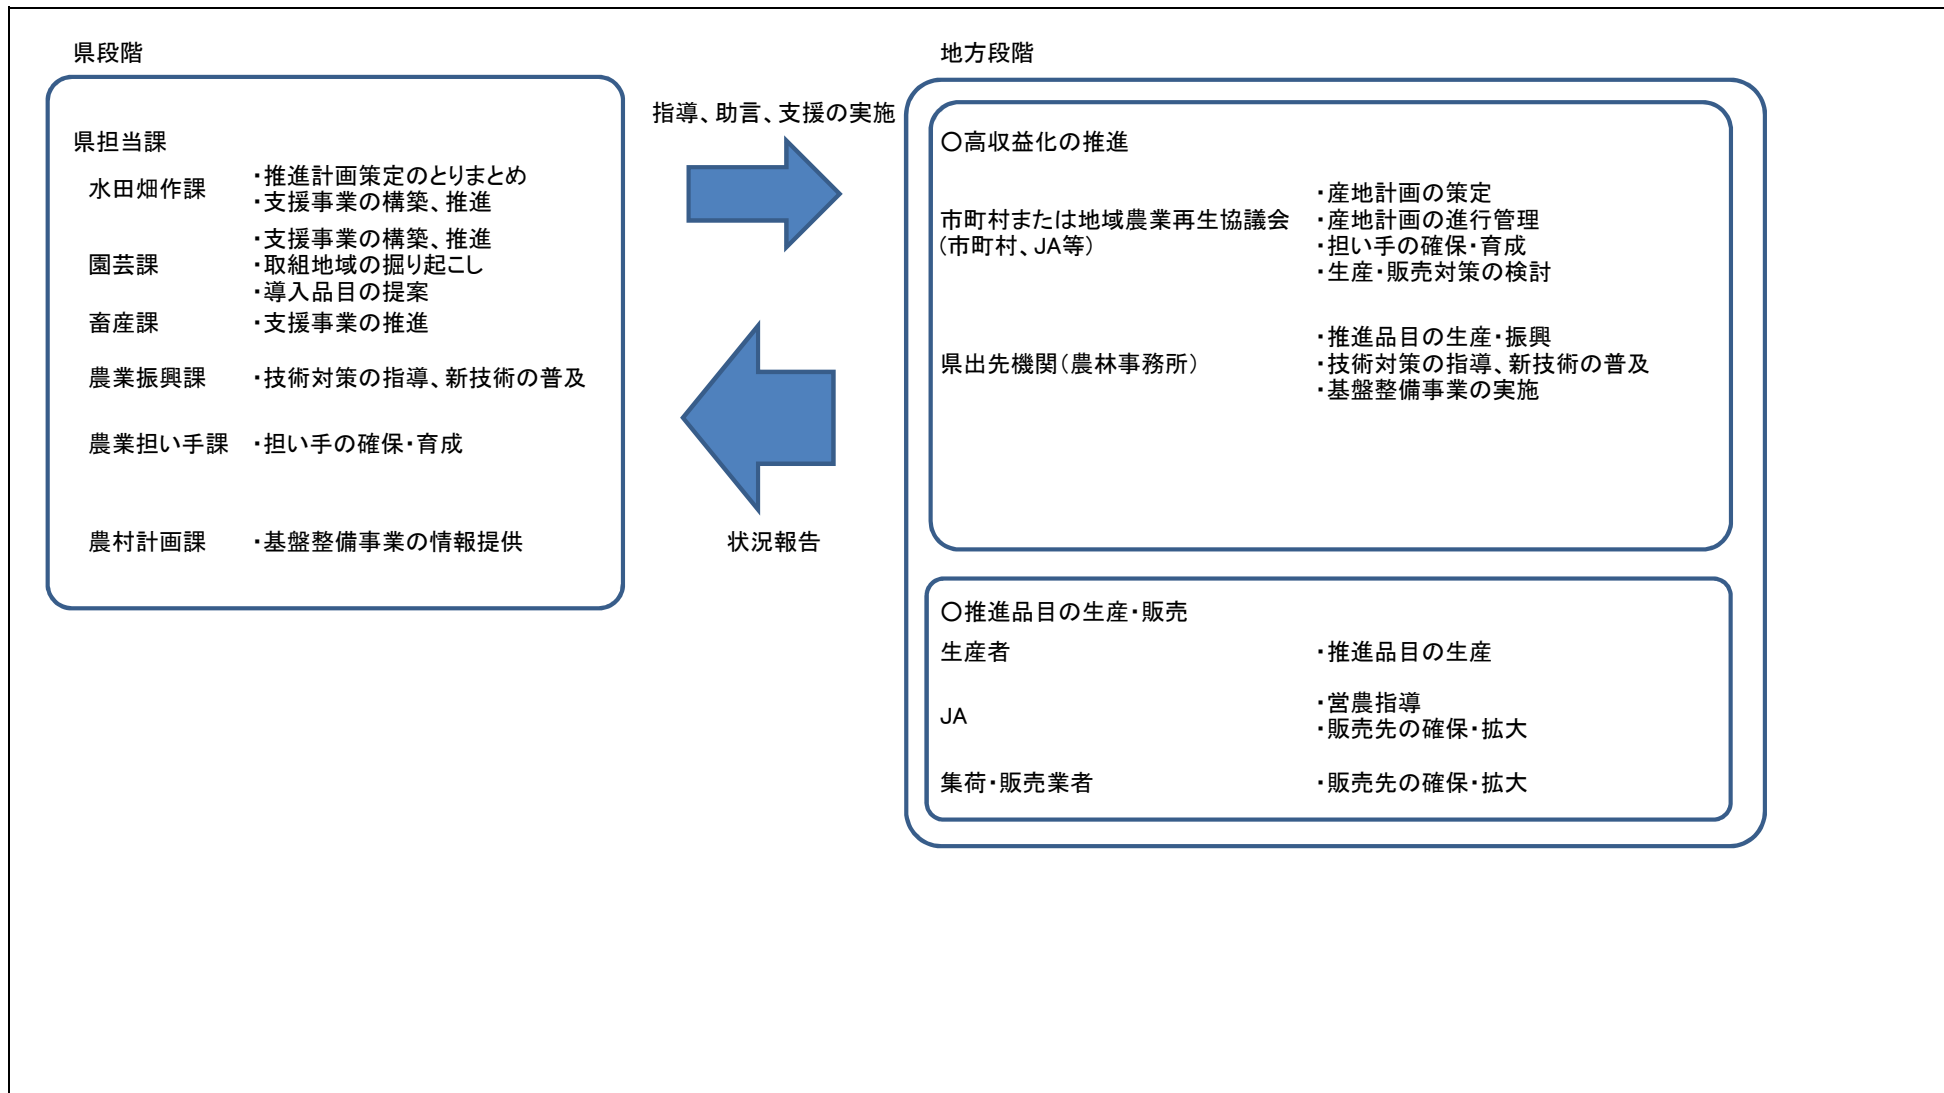 県段階
県担当課
水田畑作課
・推進計画策定のとりまとめ
・支援事業の構築、推進
園芸課
・支援事業の構築、推進
・取組地域の掘り起こし
・導入品目の提案
畜産課
・支援事業の推進
農業振興課
・技術対策の指導、新技術の普及
農業担い手課
・担い手の確保・育成
農村計画課
・基盤整備事業の情報提供
指導、助言、支援の実施
状況報告
地方段階
〇高収益化の推進
市町村または地域農業再生協議会
(市町村、JA等)
・産地計画の策定
・産地計画の進行管理
・担い手の確保・育成
・生産・販売対策の検討
県出先機関(農林事務所)
・推進品目の生産・振興
・技術対策の指導、新技術の普及
・基盤整備事業の実施
〇推進品目の生産・販売
生産者
・推進品目の生産
JA
・営農指導
・販売先の確保・拡大
集荷・販売業者
・販売先の確保・拡大